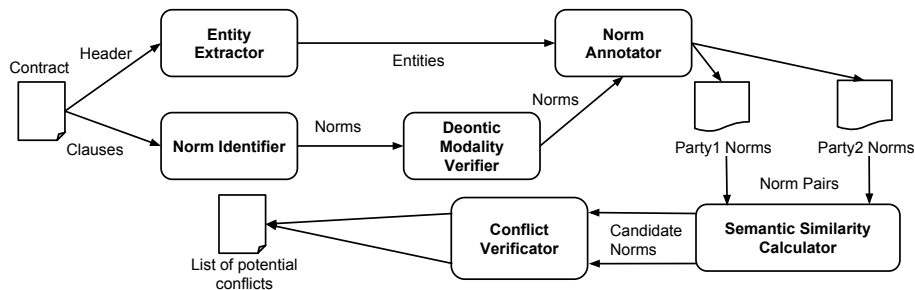 Contract
Header
Entity
Extractor
Entities
Norm
Annotator
Clauses
Norm Identifier
Norms
Deontic
Modality
Verifier
Norms
Party1 Norms
Party2 Norms
Norm Pairs
Semantic Similarity
Calculator
Candidate
Norms
Conflict
Verificator
List of potential
conflicts